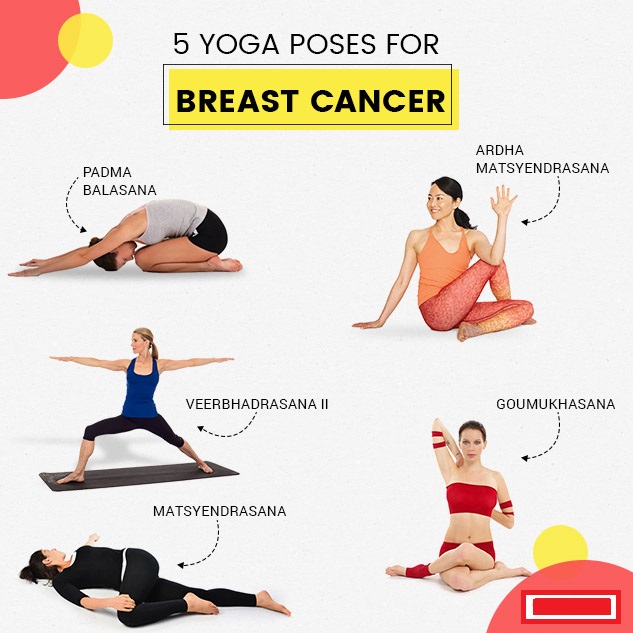 5 YOGA POSES FOR
BREAST CANCER
PADMA
BALASANA
ARDHA
MATSYENDRASANA
VEERBHADRASANA II
GOUMUKHASANA
MATSYENDRASANA